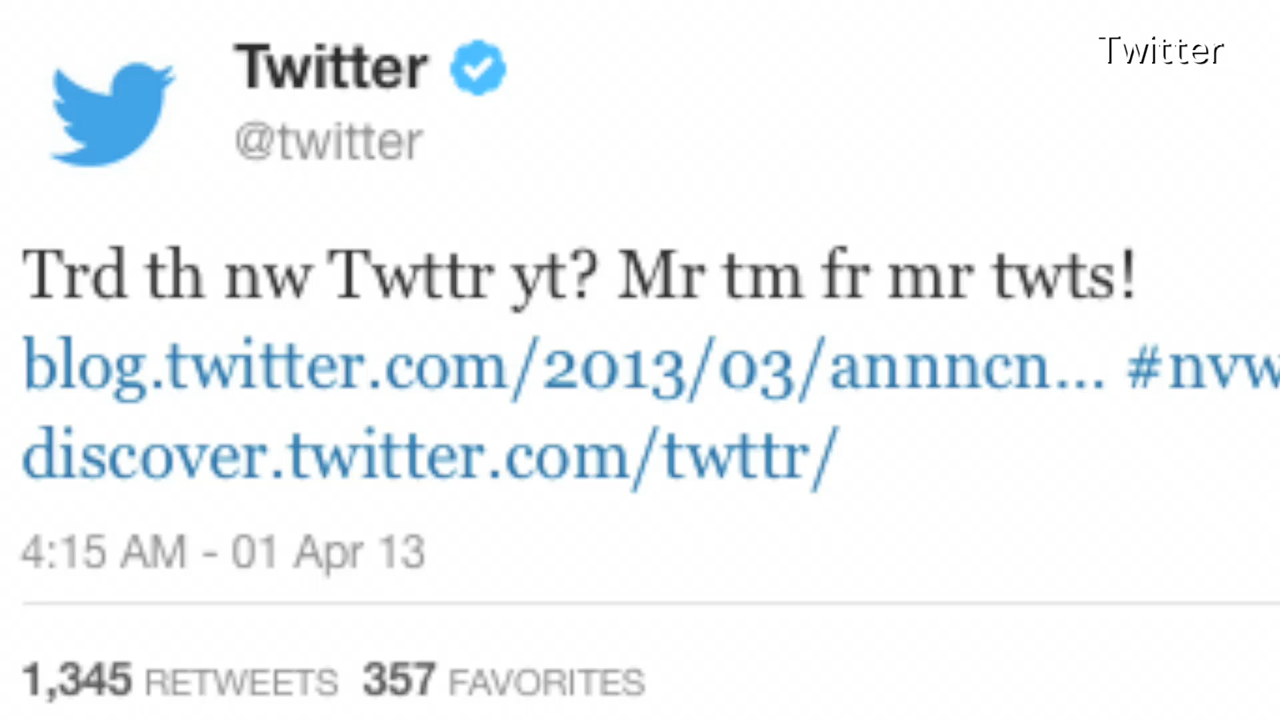 Twitter
Twitter
@twitter
Trd th nw Twttr yt? Mr tm fr mr twts!
blog.twitter.com/2013/03/annncn... #nvw
discover.twitter.com/twttr/
4:15 AM - 01 Apr 13
1,345 RETWEETS 357 FAVORITES